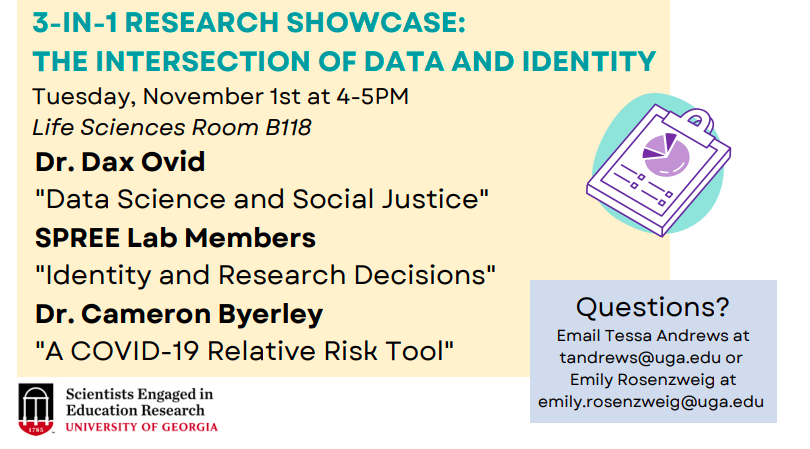 3-IN-1 RESEARCH SHOWCASE:
THE INTERSECTION OF DATA AND IDENTITY
Tuesday, November 1st at 4-5PM
Life Sciences Room B118
Dr. Dax Ovid
"Data Science and Social Justice"
SPREE Lab Members
"Identity and Research Decisions"
Dr. Cameron Byerley
"A COVID-19 Relative Risk Tool"
Questions?
Email Tessa Andrews at
tandrews@uga.edu or
Emily Rosenzweig at
emily.rosenzweig@uga.edu
1785
Scientists Engaged in
Education Research
UNIVERSITY OF GEORGIA